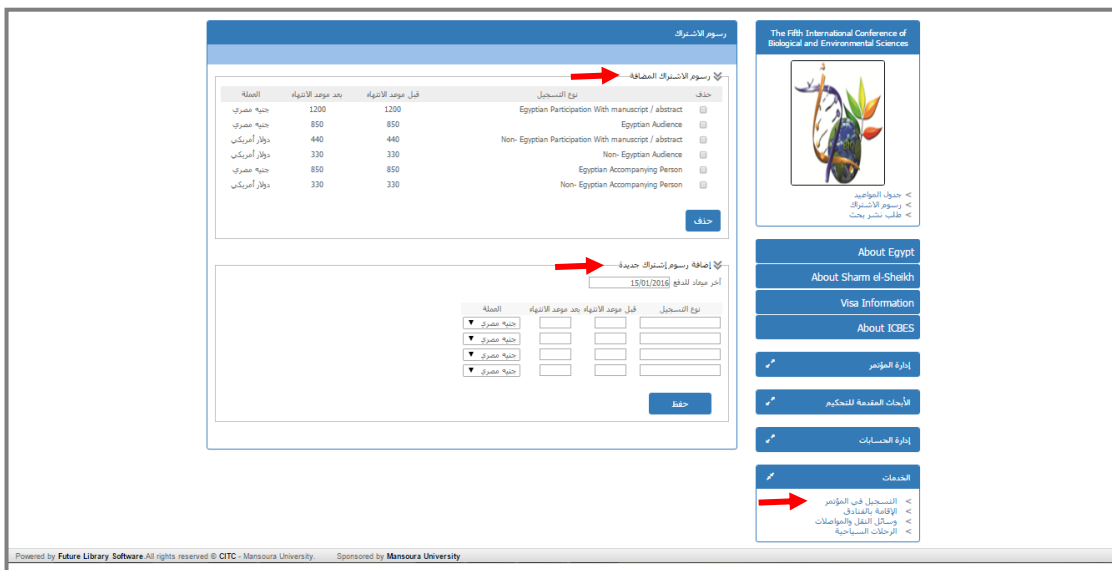 The Fifth International Conference of
Biological and Environmental Sciences
> جدول المواعيد
> رسوم الاشتراك
> طلب نشر بحث
About Egypt
About Sharm el-Sheikh
Visa Information
About ICBES
إدارة المؤتمر
الأبحاث المقدمة للتحكيم
إدارة الحسابات
الخدمات
> التسجيل في المؤتمر
> الإقامة بالفنادق
> وسائل النقل والمواصلات
> الرحلات السياحية
رسوم الاشتراك
رسوم الاشتراك المضافة
حذف نوع التسجيل قبل موعد الانتهاء بعد موعد الانتهاء العملة
Egyptian Participation With manuscript / abstract 1200 1200 جنيه مصري
Egyptian Audience 850 850 جنيه مصري
Non- Egyptian Participation With manuscript / abstract 440 440 دولار أمريكي
Non- Egyptian Audience 330 330 دولار أمريكي
Egyptian Accompanying Person 850 850 جنيه مصري
Non- Egyptian Accompanying Person 330 330 دولار أمريكي
حذف
إضافة رسوم إشتراك جديدة
آخر ميعاد للدفع 15/01/2016
نوع التسجيل قبل موعد الانتهاء بعد موعد الانتهاء العملة
جنيه مصري
جنيه مصري
جنيه مصري
جنيه مصري
حفظ
Powered by Future Library Software.All rights reserved © CITC - Mansoura University. Sponsored by Mansoura University